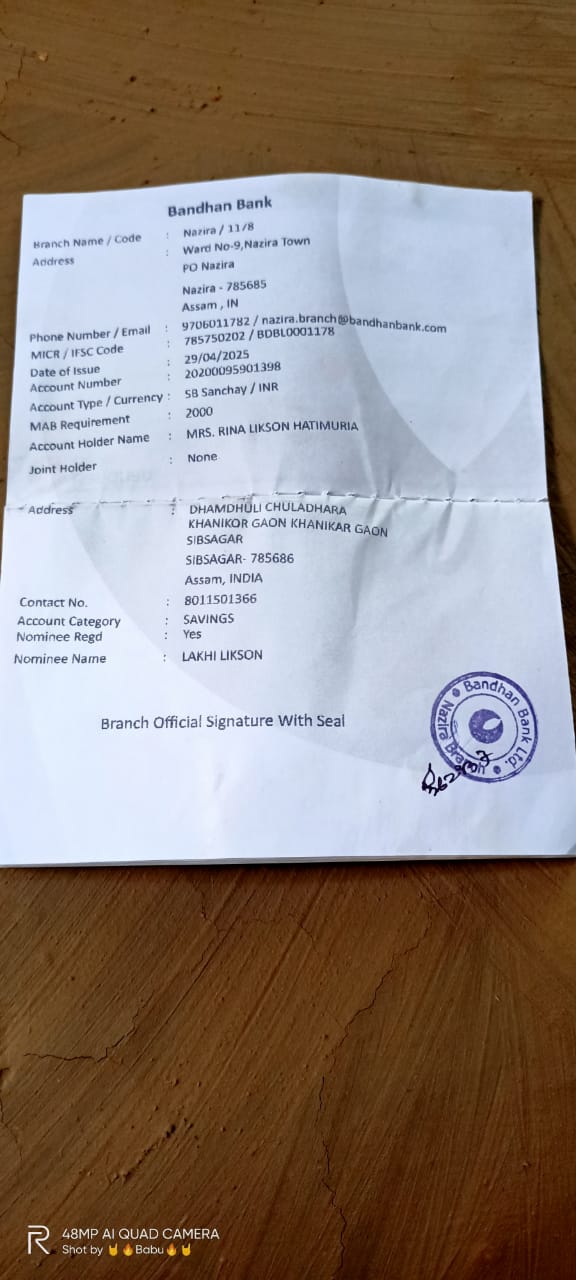 Bandhan Bank
Branch Name / Code : Nazira / 1178
Address : Ward No-9,Nazira Town
PO Nazira
Nazira - 785685
Assam , IN
Phone Number / Email : 9706011782 / nazira.branch@bandhanbank.com
MICR / IFSC Code : 785750202 / BDBL0001178
Date of Issue : 29/04/2025
Account Number : 20200095901398
Account Type / Currency : SB Sanchay / INR
MAB Requirement : 2000
Account Holder Name : MRS. RINA LIKSON HATIMURIA
Joint Holder : None
Address : DHAMDHULI CHULADHARA
KHANIKOR GAON KHANIKAR GAON
SIBSAGAR
SIBSAGAR- 785686
Assam, INDIA
Contact No. : 8011501366
Account Category : SAVINGS
Nominee Regd : Yes
Nominee Name : LAKHI LIKSON
Branch Official Signature With Seal
Bandhan Bank Ltd.
Nazira Branch
48MP AI QUAD CAMERA
Shot by 🤘🔥Babu🔥🤘